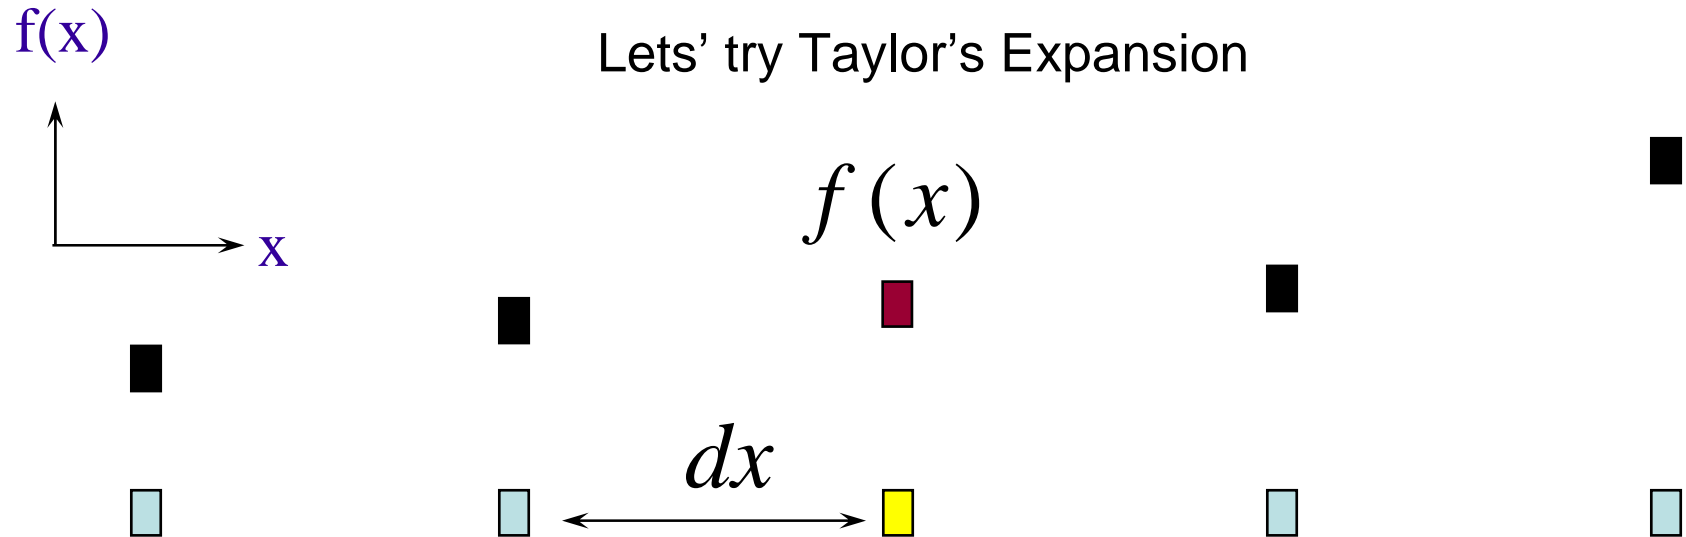 f(x)
Lets’ try Taylor’s Expansion
f (x)
x
dx